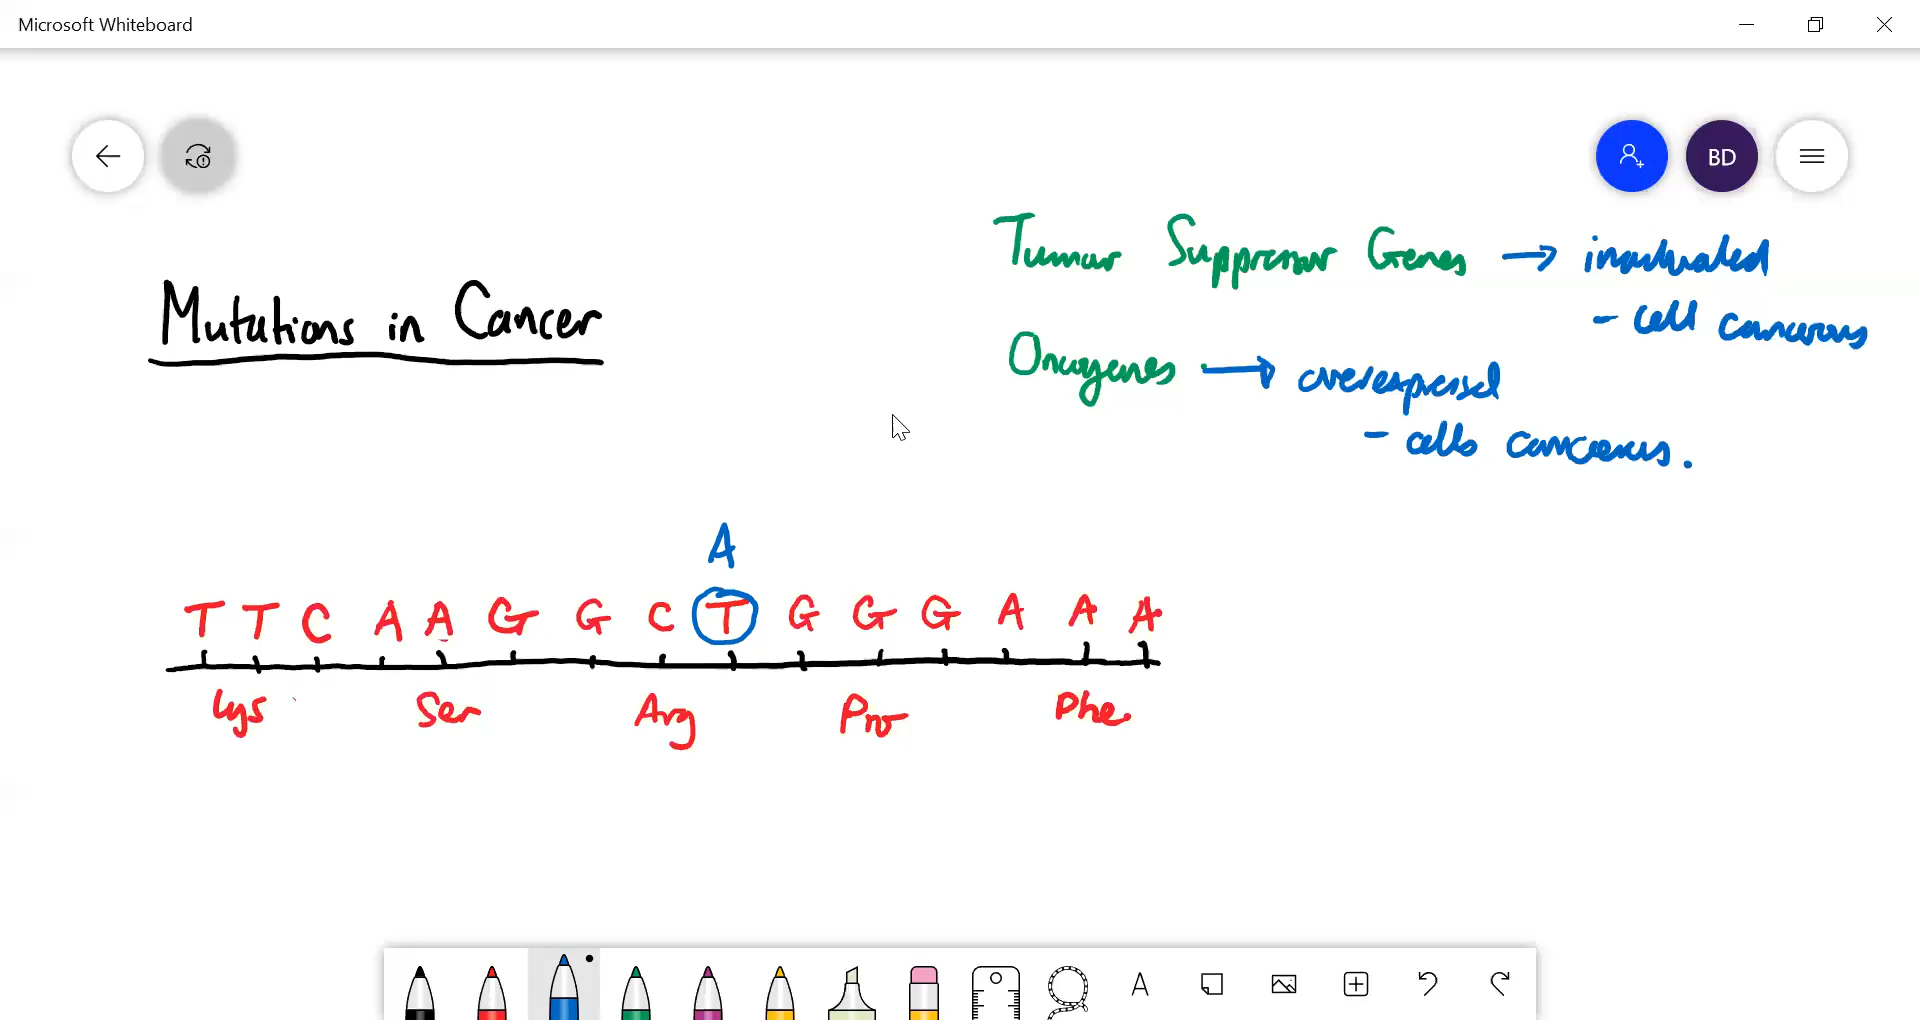 Microsoft Whiteboard
BD
Tumour Suppressor Genes → inactivated
- cell cancerous
Mutations in Cancer
Oncogenes → overexpressed
- cells cancerous.
A
T T C A A G G C T G G G A A A
Lys Ser Arg Pro Phe
A